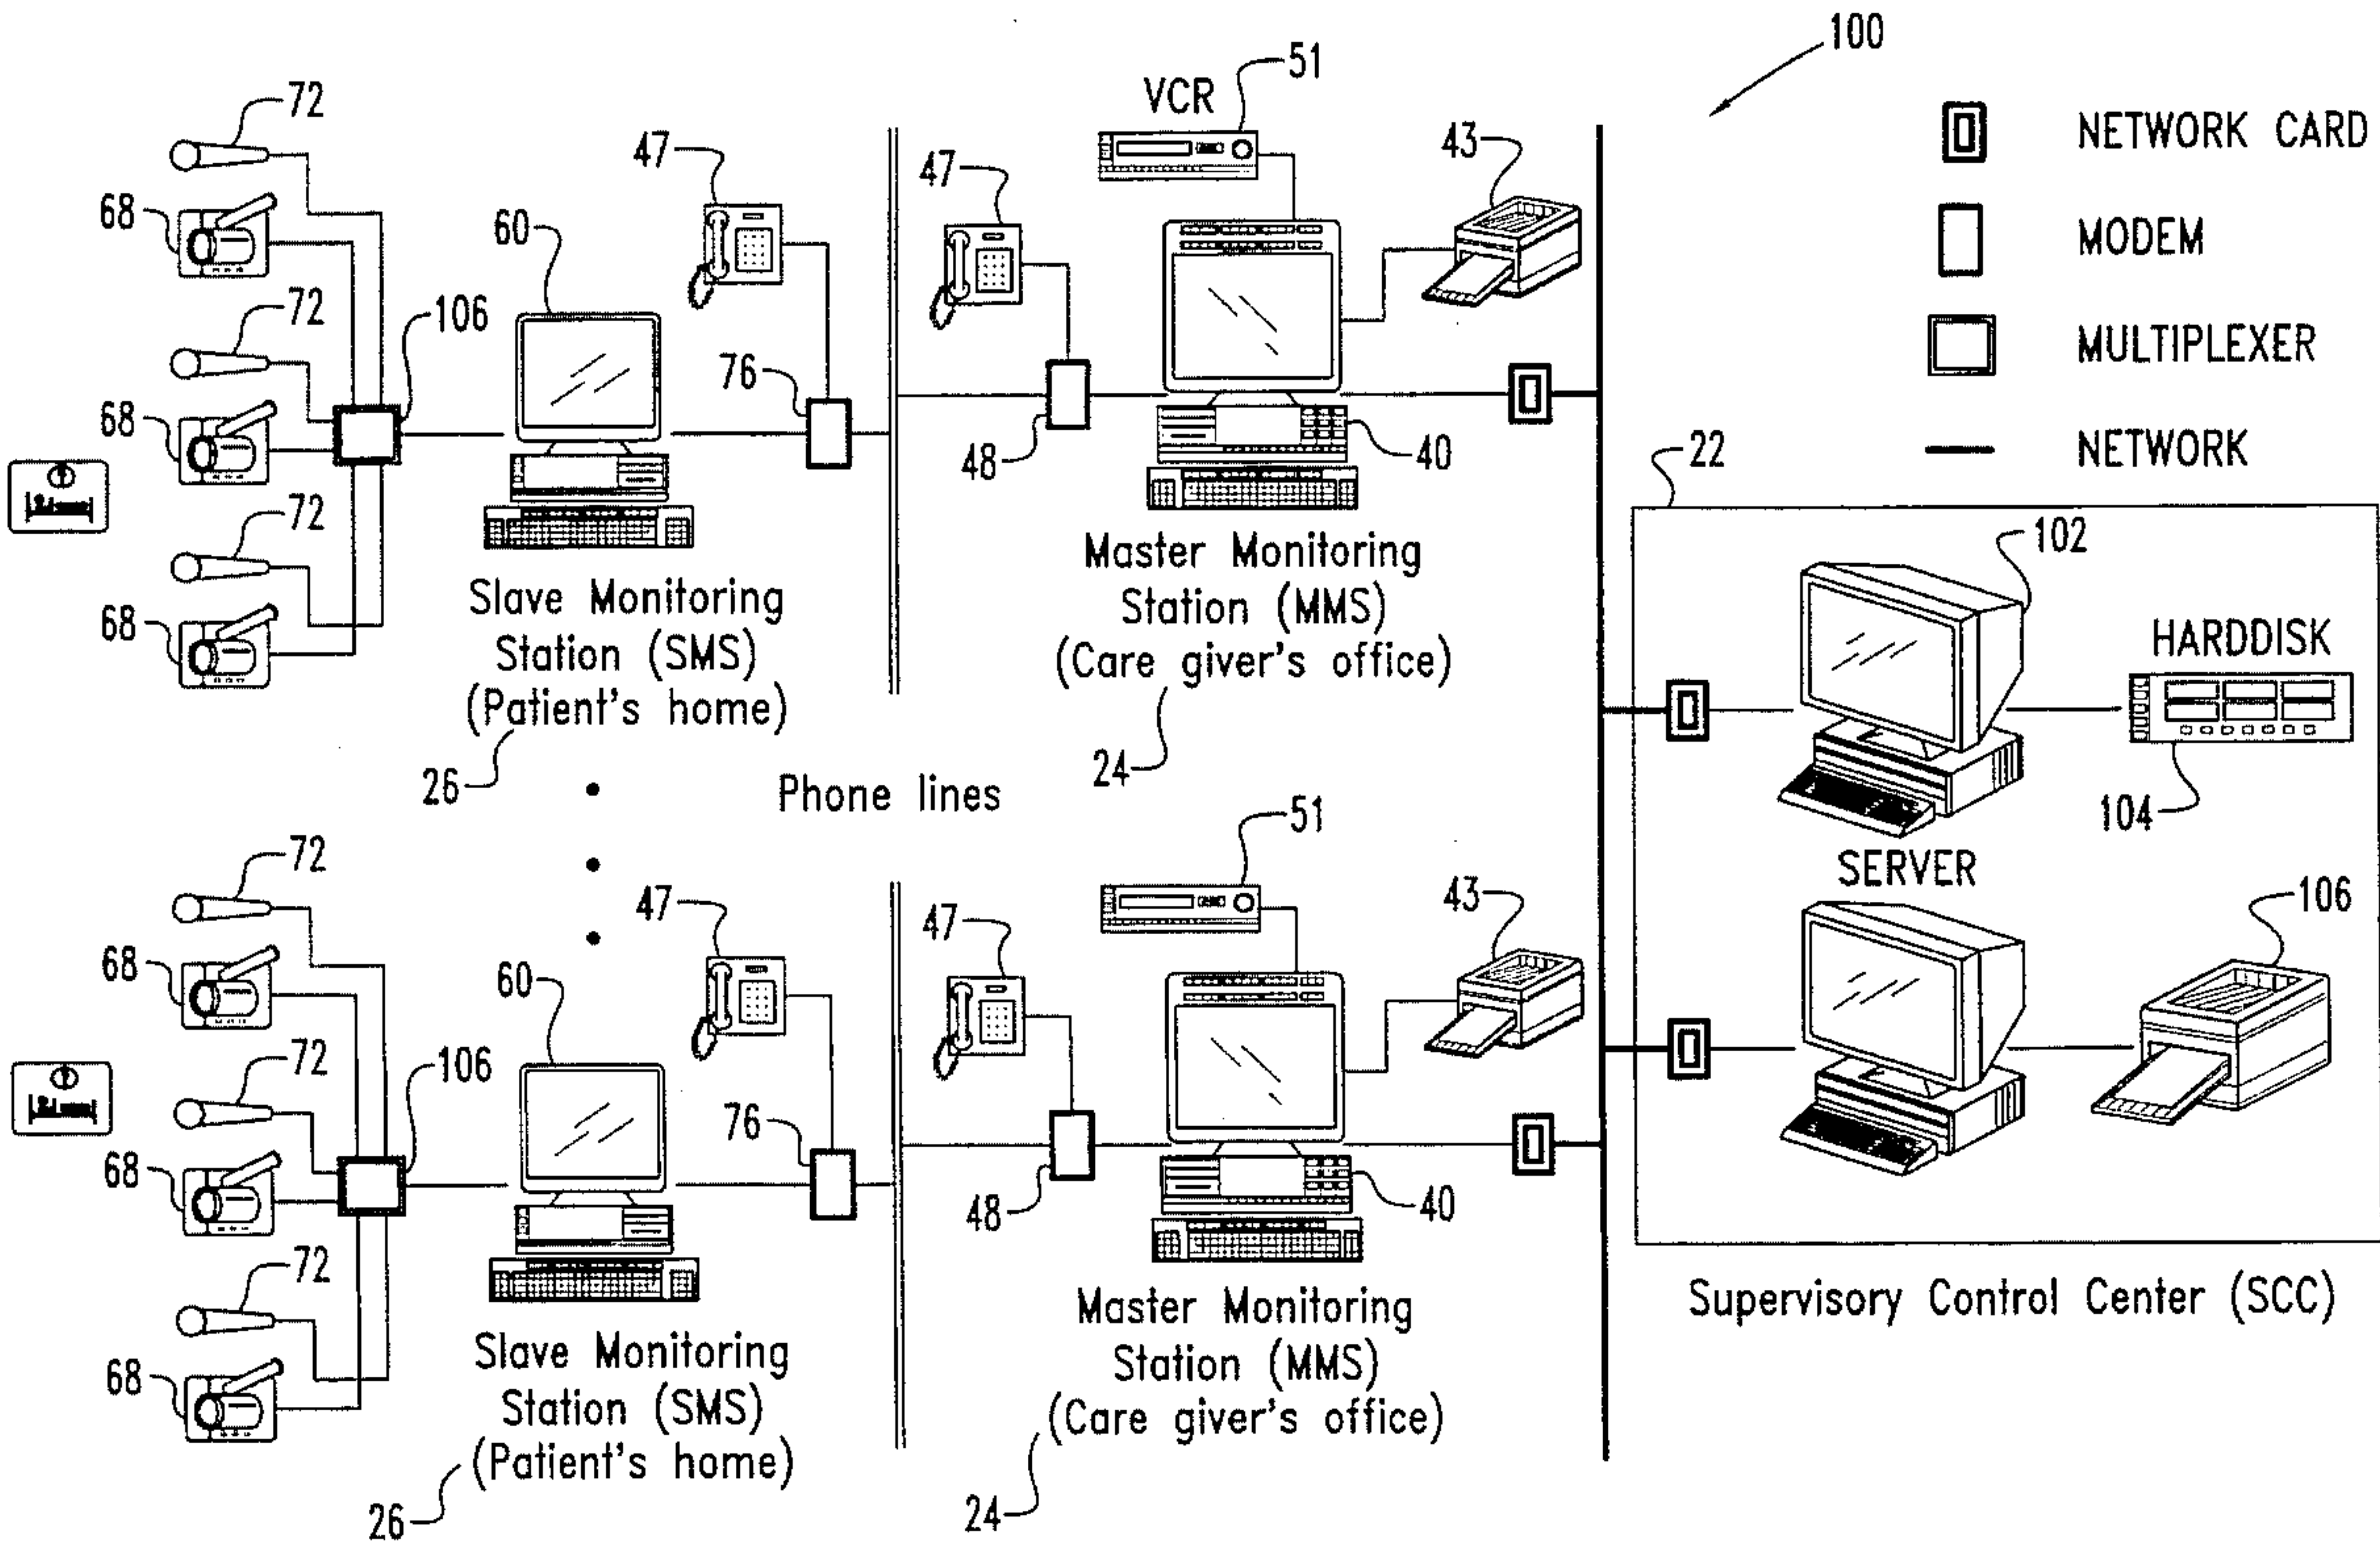 100
72
68
72
106
68
72
68
60
47
76
Slave Monitoring
Station (SMS)
(Patient's home)
26
VCR
51
47
43
48
40
Master Monitoring
Station (MMS)
(Care giver's office)
24
Phone lines
NETWORK CARD
MODEM
MULTIPLEXER
NETWORK
22
102
HARDDISK
104
SERVER
106
Supervisory Control Center (SCC)
72
68
72
106
68
72
68
60
47
76
Slave Monitoring
Station (SMS)
(Patient's home)
26
51
47
43
48
40
Master Monitoring
Station (MMS)
(Care giver's office)
24